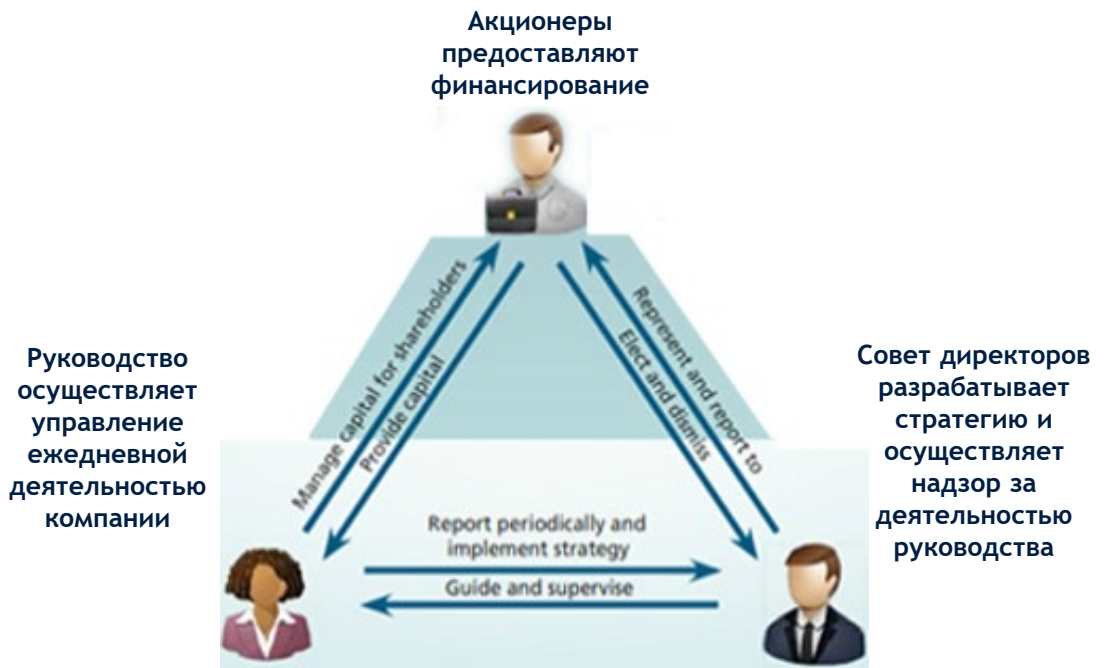 Акционеры
предоставляют
финансирование
Manage capital for shareholders
Provide capital
Represent and report to
Elect and dismiss
Руководство
осуществляет
управление
ежедневной
деятельностью
компании
Совет директоров
разрабатывает
стратегию и
осуществляет
надзор за
деятельностью
руководства
Report periodically and
implement strategy
Guide and supervise